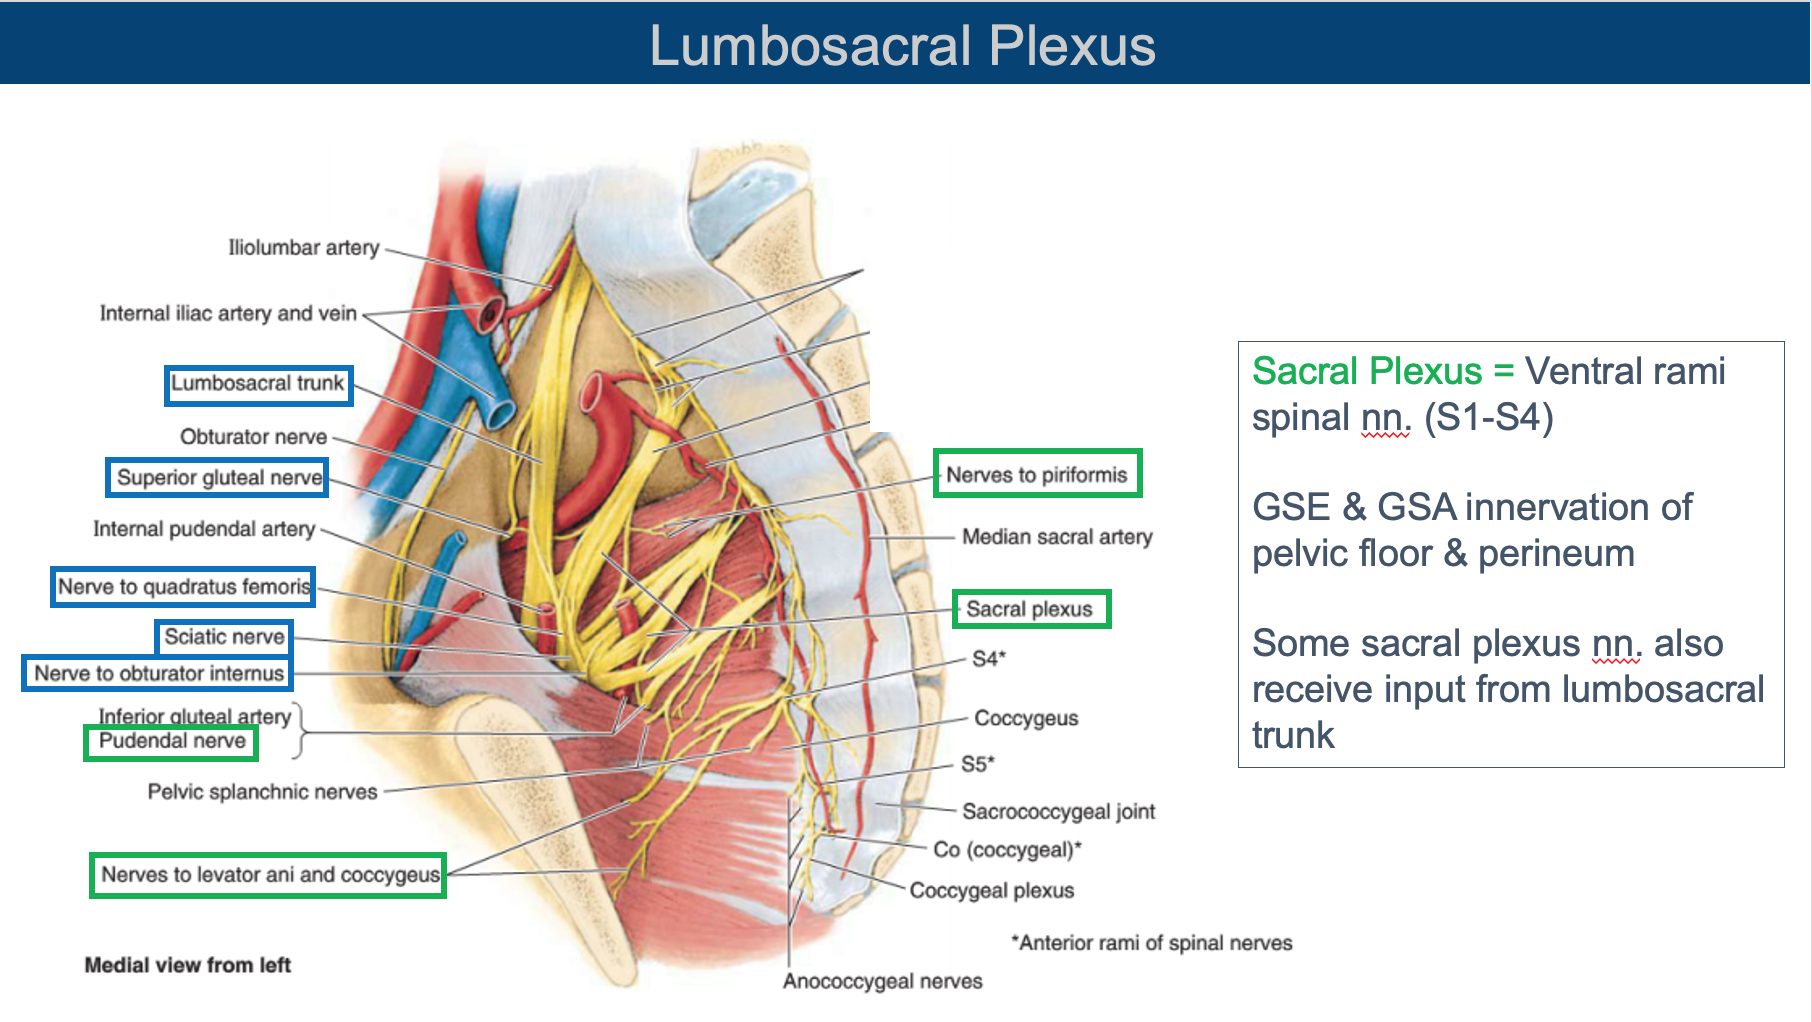 Lumbosacral Plexus
Iliolumbar artery
Internal iliac artery and vein
Lumbosacral trunk
Obturator nerve
Superior gluteal nerve
Internal pudendal artery
Nerve to quadratus femoris
Sciatic nerve
Nerve to obturator internus
Inferior gluteal artery
Pudendal nerve
Pelvic splanchnic nerves
Nerves to levator ani and coccygeus
Medial view from left
Nerves to piriformis
Median sacral artery
Sacral plexus
S4*
Coccygeus
S5*
Sacrococcygeal joint
Co (coccygeal)*
Coccygeal plexus
*Anterior rami of spinal nerves
Anococcygeal nerves
Sacral Plexus = Ventral rami
spinal nn. (S1-S4)
GSE & GSA innervation of
pelvic floor & perineum
Some sacral plexus nn. also
receive input from lumbosacral
trunk